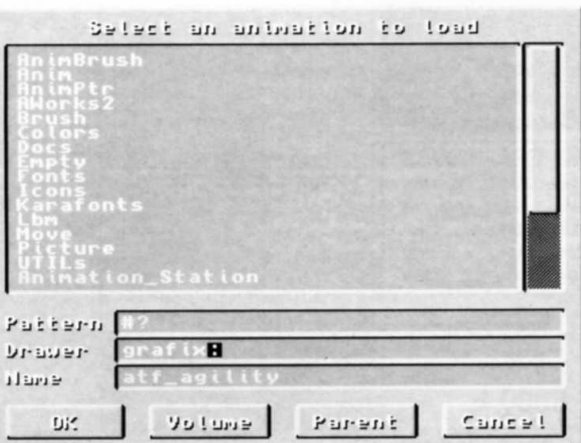 Select an animation to load
AnimBrush
Anim
AnimPtr
AWorks2
Brush
Colors
Docs
Empty
Fonts
Icons
Karafonts
Lbm
Move
Picture
UTILs
Animation_Station
Pattern #?
Drawer grafix:
Name atf_agility
OK Volume Parent Cancel